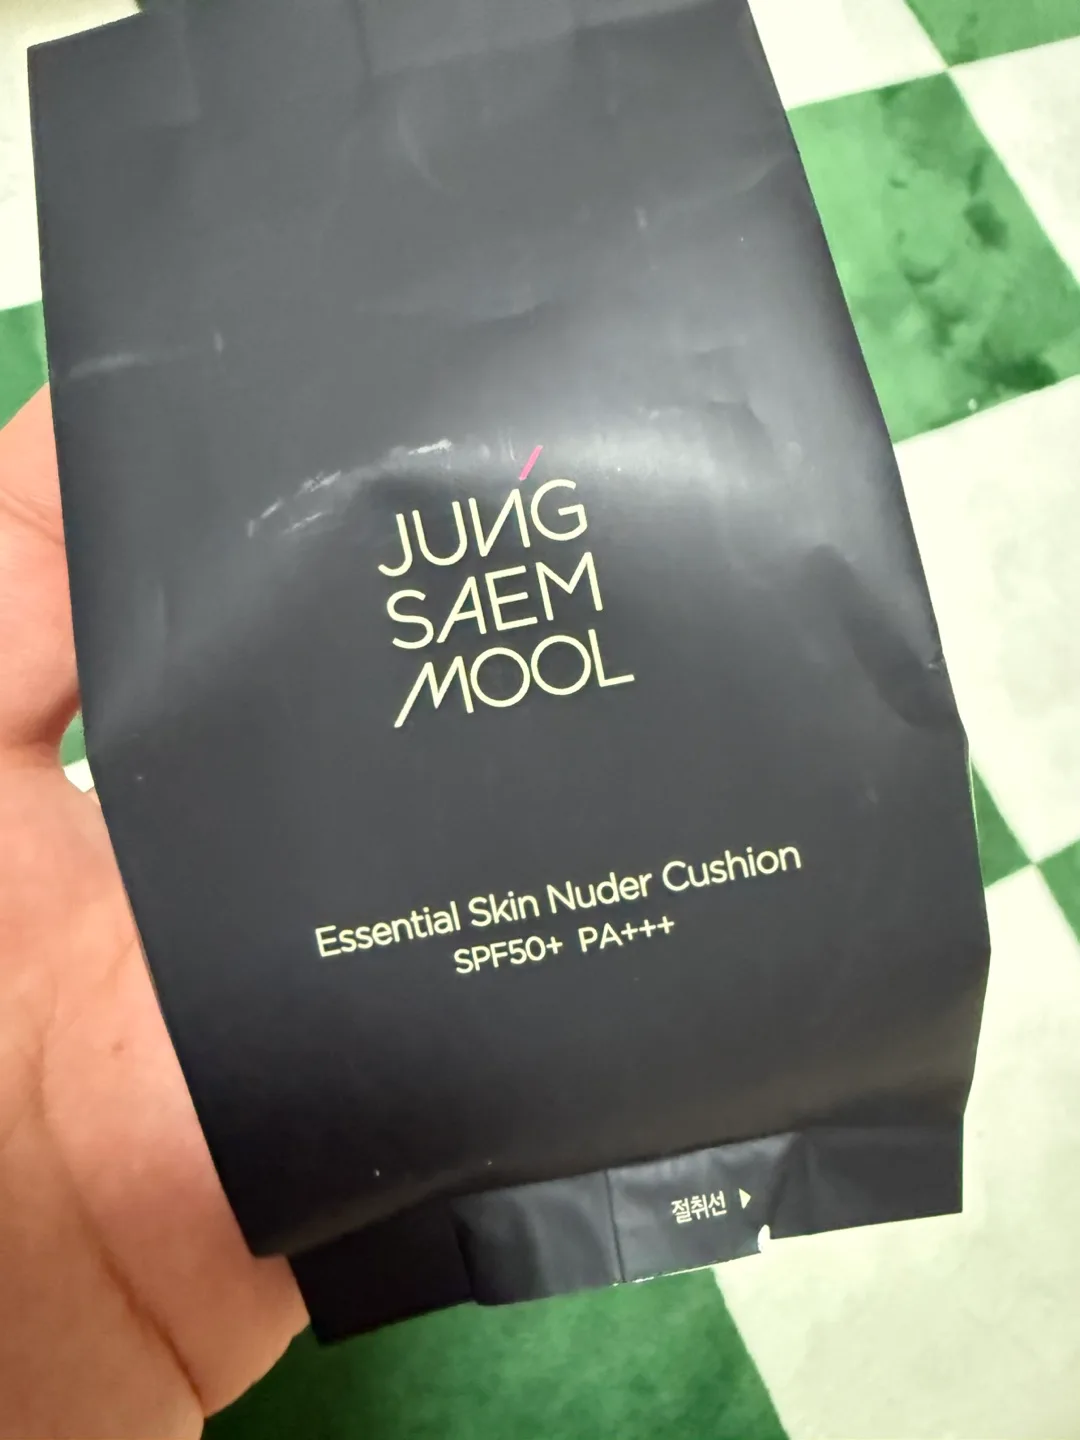 JUNG
SAEM
MOOL
Essential Skin Nuder Cushion
SPF50+ PA+++
절취선 ▶